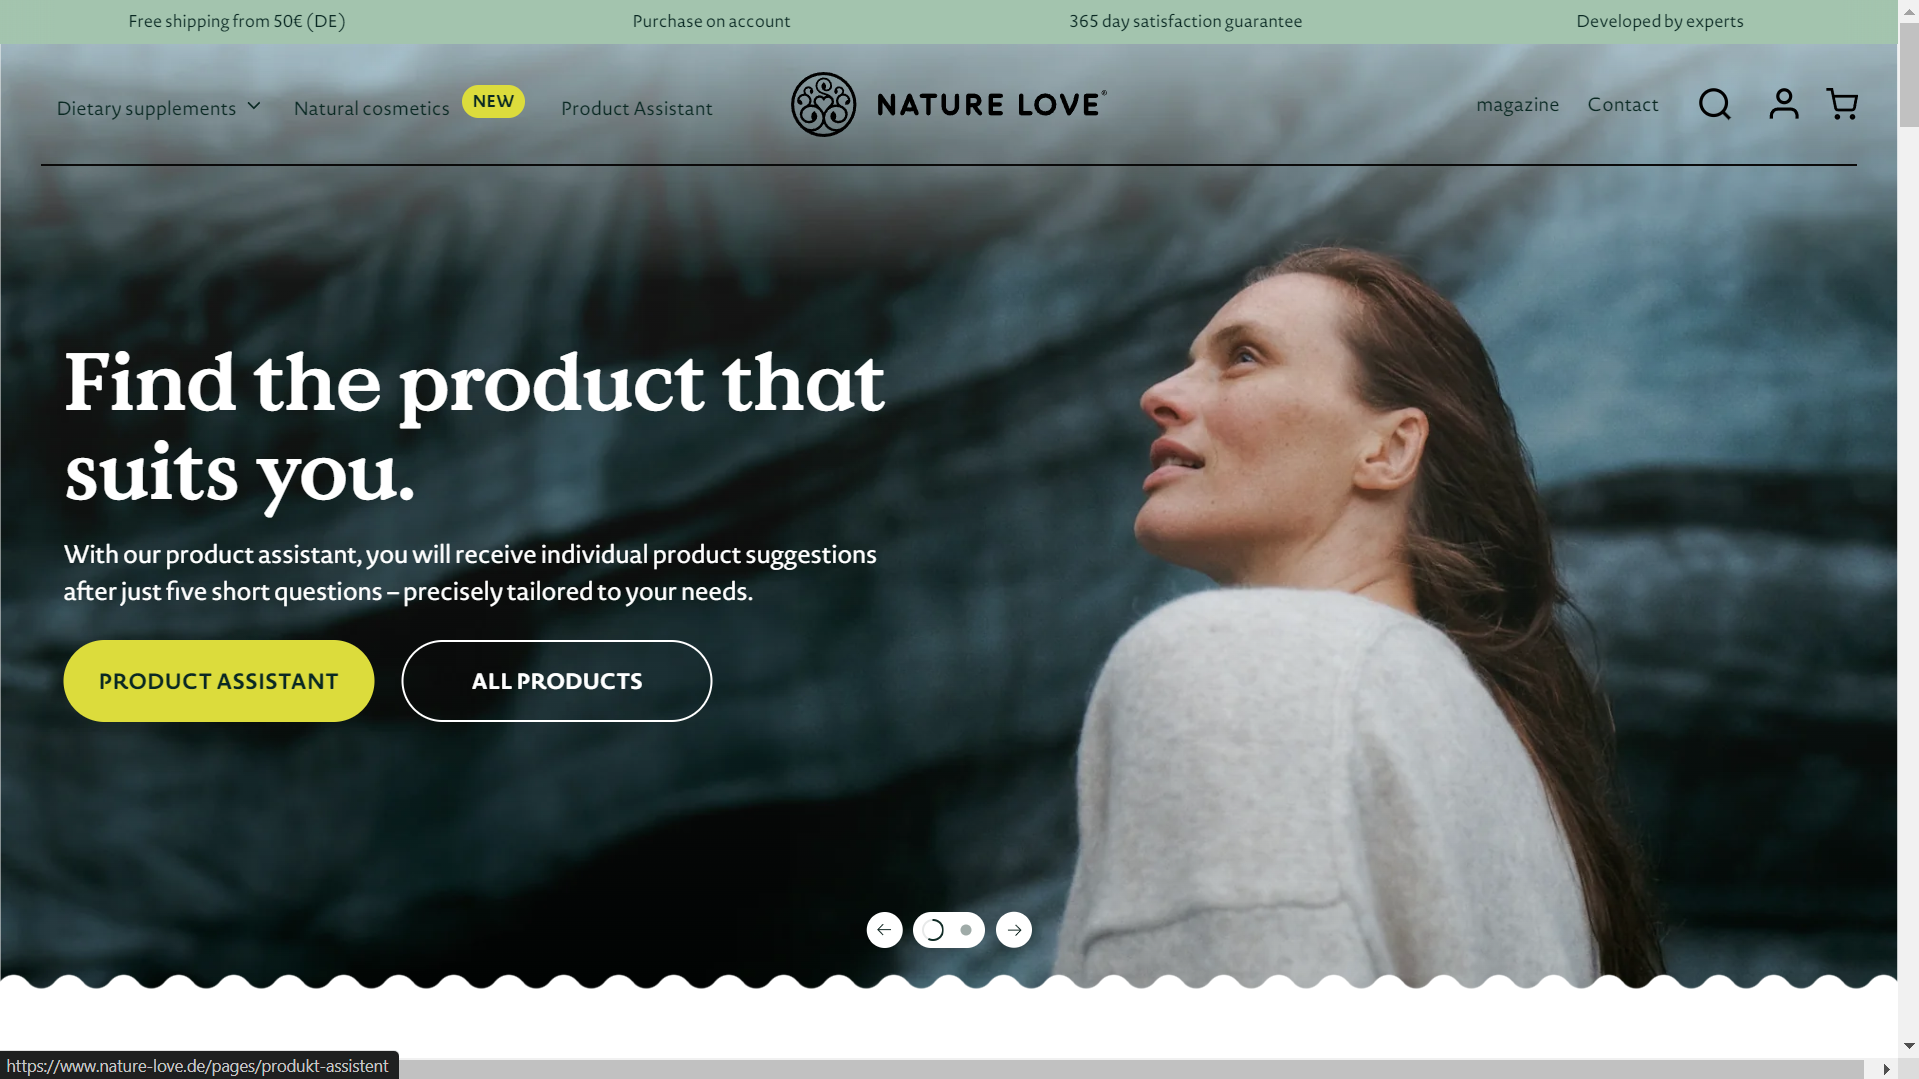 Free shipping from 50€ (DE)
Purchase on account
365 day satisfaction guarantee
Developed by experts
Dietary supplements
Natural cosmetics
NEW
Product Assistant
NATURE LOVE®
magazine
Contact
Find the product that
suits you.
With our product assistant, you will receive individual product suggestions
after just five short questions – precisely tailored to your needs.
PRODUCT ASSISTANT
ALL PRODUCTS
https://www.nature-love.de/pages/produkt-assistent